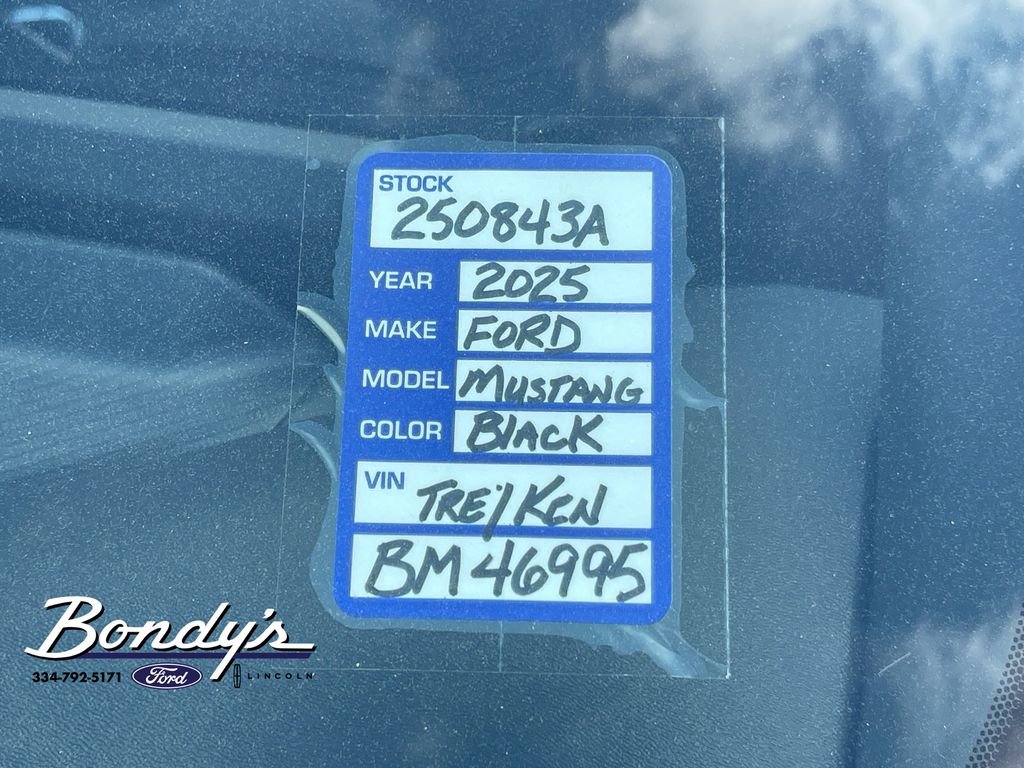 STOCK
250843A
YEAR 2025
MAKE FORD
MODEL MUSTANG
COLOR BLACK
VIN
TREY/KEN
BM46995
Bondy's
334-792-5171 Ford LINCOLN